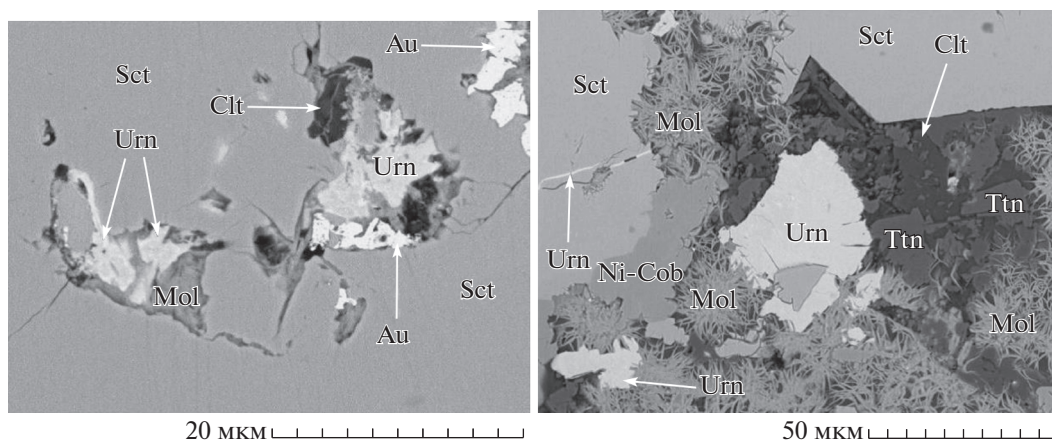 Au
Sct
Clt
Urn
Urn
Mol
Sct
Au
20 мкм
Sct
Clt
Sct
Mol
Ttn
Urn
Ttn
Urn
Ni-Cob
Mol
Mol
Urn
50 мкм